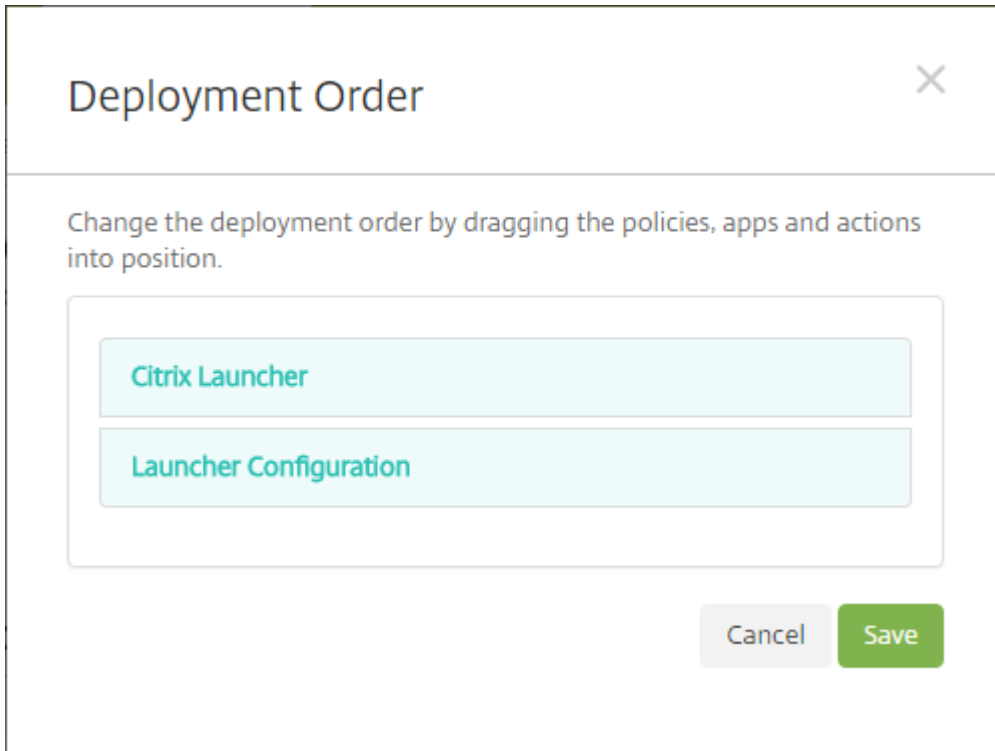 Deployment Order
Change the deployment order by dragging the policies, apps and actions
into position.
Citrix Launcher
Launcher Configuration
Cancel
Save